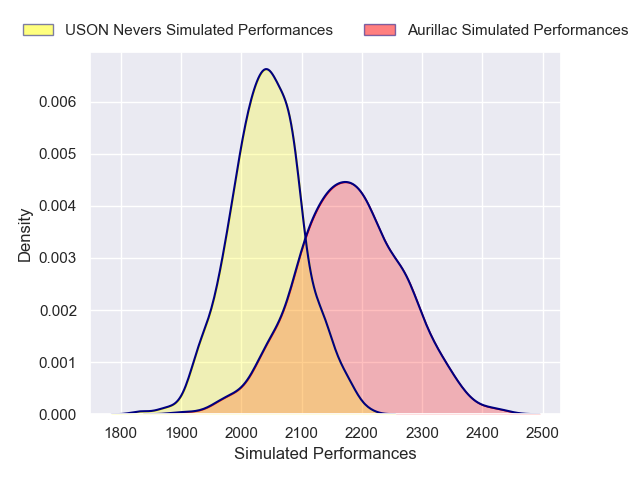 USON Nevers Simulated Performances
Aurillac Simulated Performances
0.006
0.005
0.004
0.003
0.002
0.001
0.000
Density
1800 1900 2000 2100 2200 2300 2400 2500
Simulated Performances